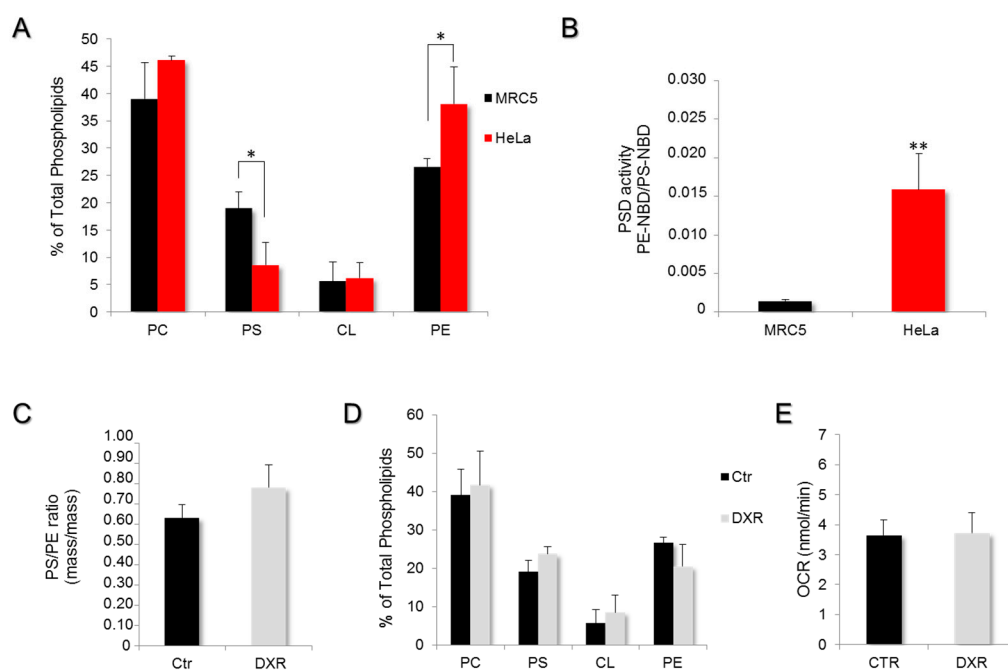 A
% of Total Phospholipids
50
45
40
35
30
25
20
15
10
5
0
*
*
PC
PS
CL
PE
MRC5
HeLa
B
PSD activity
PE-NBD/PS-NBD
0.030
0.025
0.020
0.015
0.010
0.005
0
**
MRC5
HeLa
C
PS/PE ratio
(mass/mass)
1.00
0.90
0.80
0.70
0.60
0.50
0.40
0.30
0.20
0.10
0
Ctr
DXR
D
% of Total Phospholipids
60
50
40
30
20
10
0
PC
PS
CL
PE
Ctr
DXR
E
OCR (nmol/min)
7
6
5
4
3
2
1
0
CTR
DXR